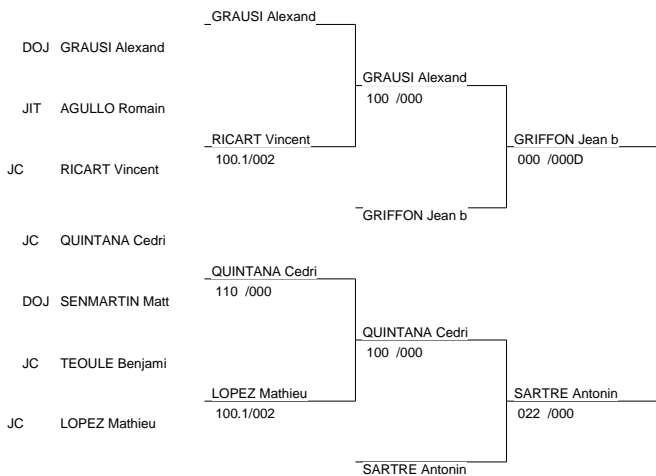 GRAUSI Alexand
DOJ GRAUSI Alexand
GRAUSI Alexand
100 /000
JIT AGULLO Romain
RICART Vincent
100.1/002
GRIFFON Jean b
000 /000D
JC RICART Vincent
GRIFFON Jean b
JC QUINTANA Cedri
QUINTANA Cedri
110 /000
DOJ SENMARTIN Matt
QUINTANA Cedri
100 /000
JC TEOULE Benjami
LOPEZ Mathieu
100.1/002
SARTRE Antonin
022 /000
JC LOPEZ Mathieu
SARTRE Antonin